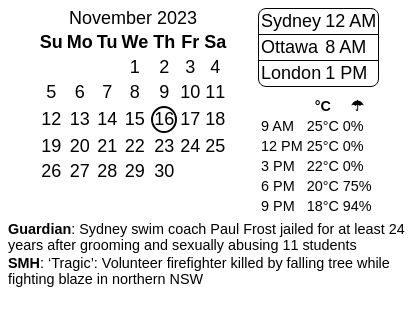 November 2023
Su Mo Tu We Th Fr Sa
1 2 3 4
5 6 7 8 9 10 11
12 13 14 15 16 17 18
19 20 21 22 23 24 25
26 27 28 29 30
Sydney 12 AM
Ottawa 8 AM
London 1 PM
°C ☂
9 AM 25°C 0%
12 PM 25°C 0%
3 PM 22°C 0%
6 PM 20°C 75%
9 PM 18°C 94%
Guardian: Sydney swim coach Paul Frost jailed for at least 24
years after grooming and sexually abusing 11 students
SMH: ‘Tragic’: Volunteer firefighter killed by falling tree while
fighting blaze in northern NSW